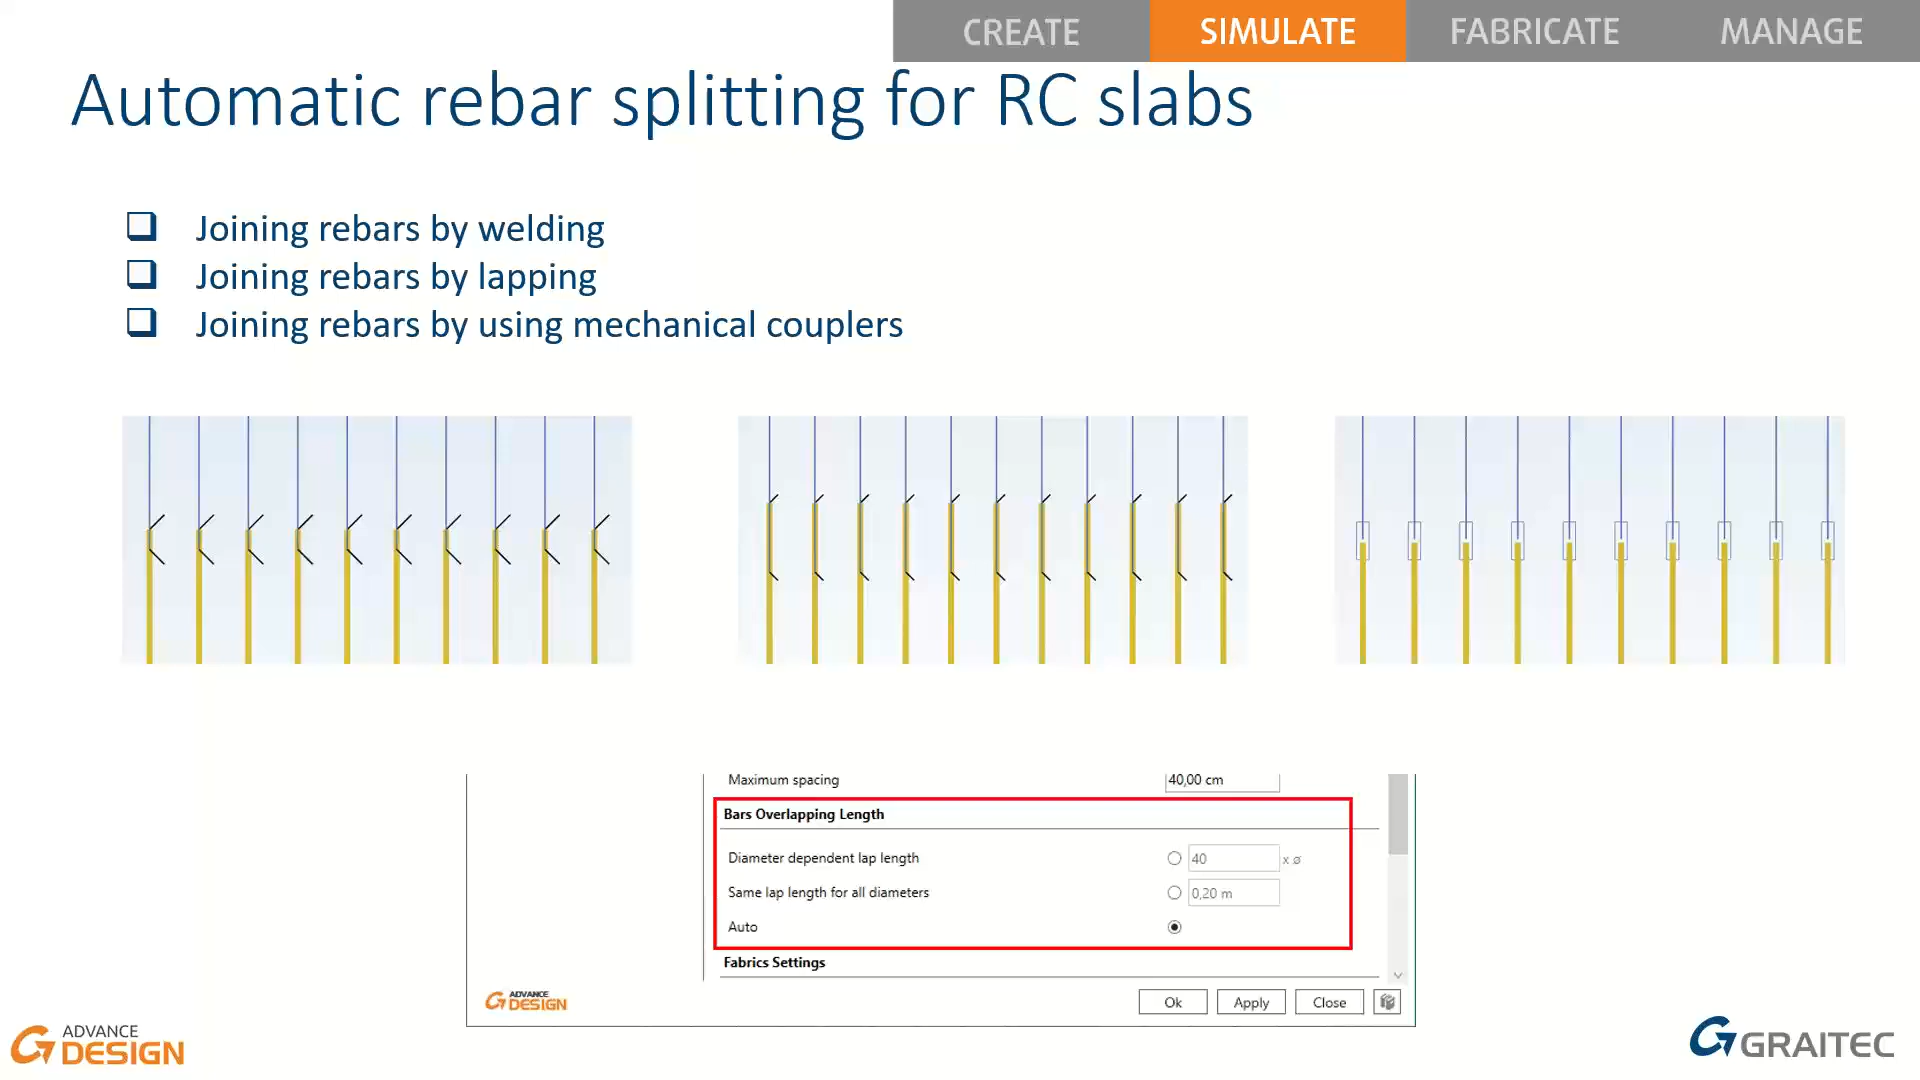 CREATE SIMULATE FABRICATE MANAGE
Automatic rebar splitting for RC slabs
Joining rebars by welding
Joining rebars by lapping
Joining rebars by using mechanical couplers
Maximum spacing 40,00 cm
Bars Overlapping Length
Diameter dependent lap length 40 x ø
Same lap length for all diameters 0,20 m
Auto
Fabrics Settings
ADVANCE
DESIGN
Ok Apply Close
ADVANCE
DESIGN
GRAITEC